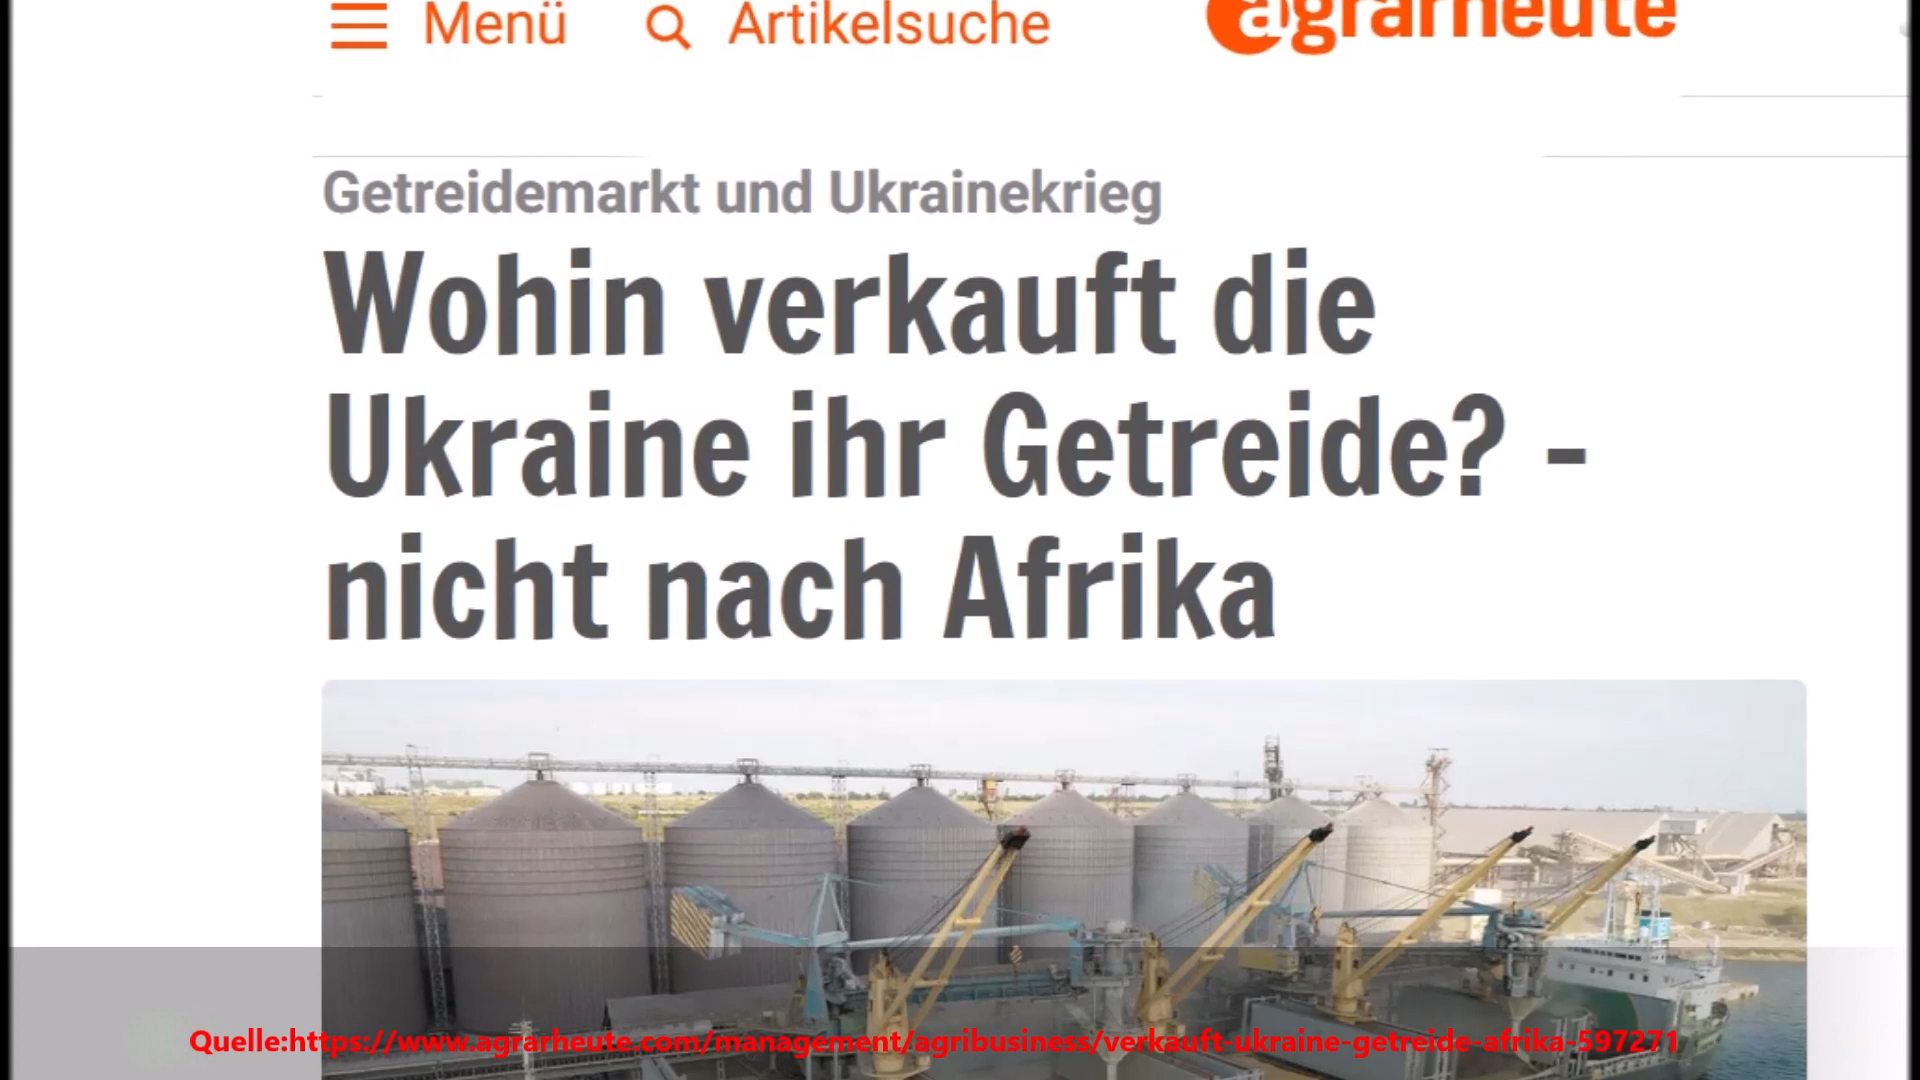 Menü
Artikelsuche
agrarheute
Getreidemarkt und Ukrainekrieg
Wohin verkauft die
Ukraine ihr Getreide? -
nicht nach Afrika
Quelle:https://www.agrarheute.com/management/agribusiness/verkauft-ukraine-getreide-afrika-597271